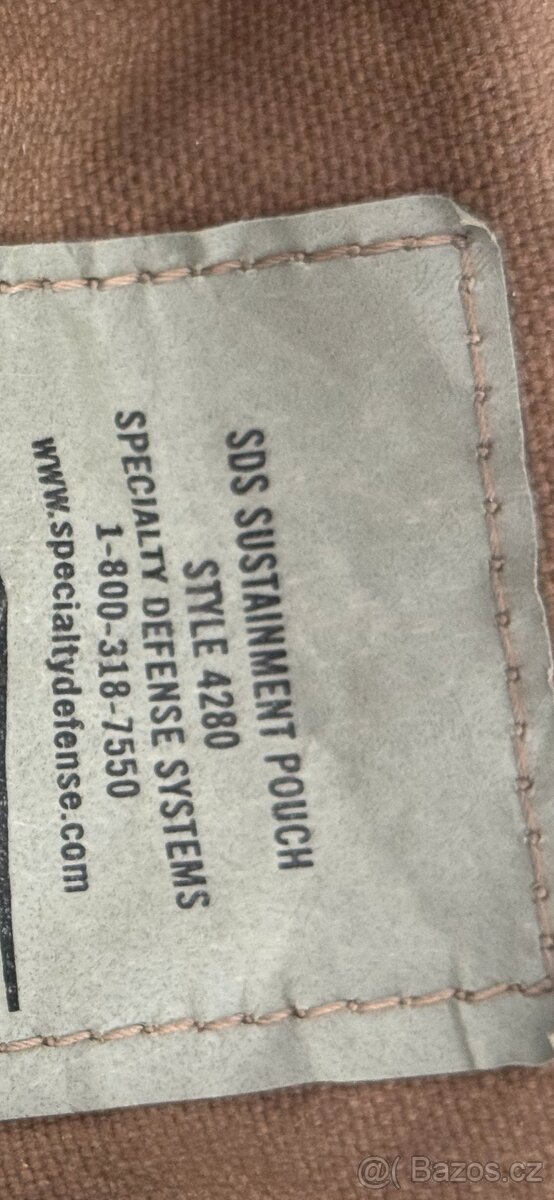 SDS SUSTAINMENT POUCH
STYLE 4280
SPECIALTY DEFENSE SYSTEMS
1-800-318-7550
www.specialtydefense.com
@( Bazos.cz